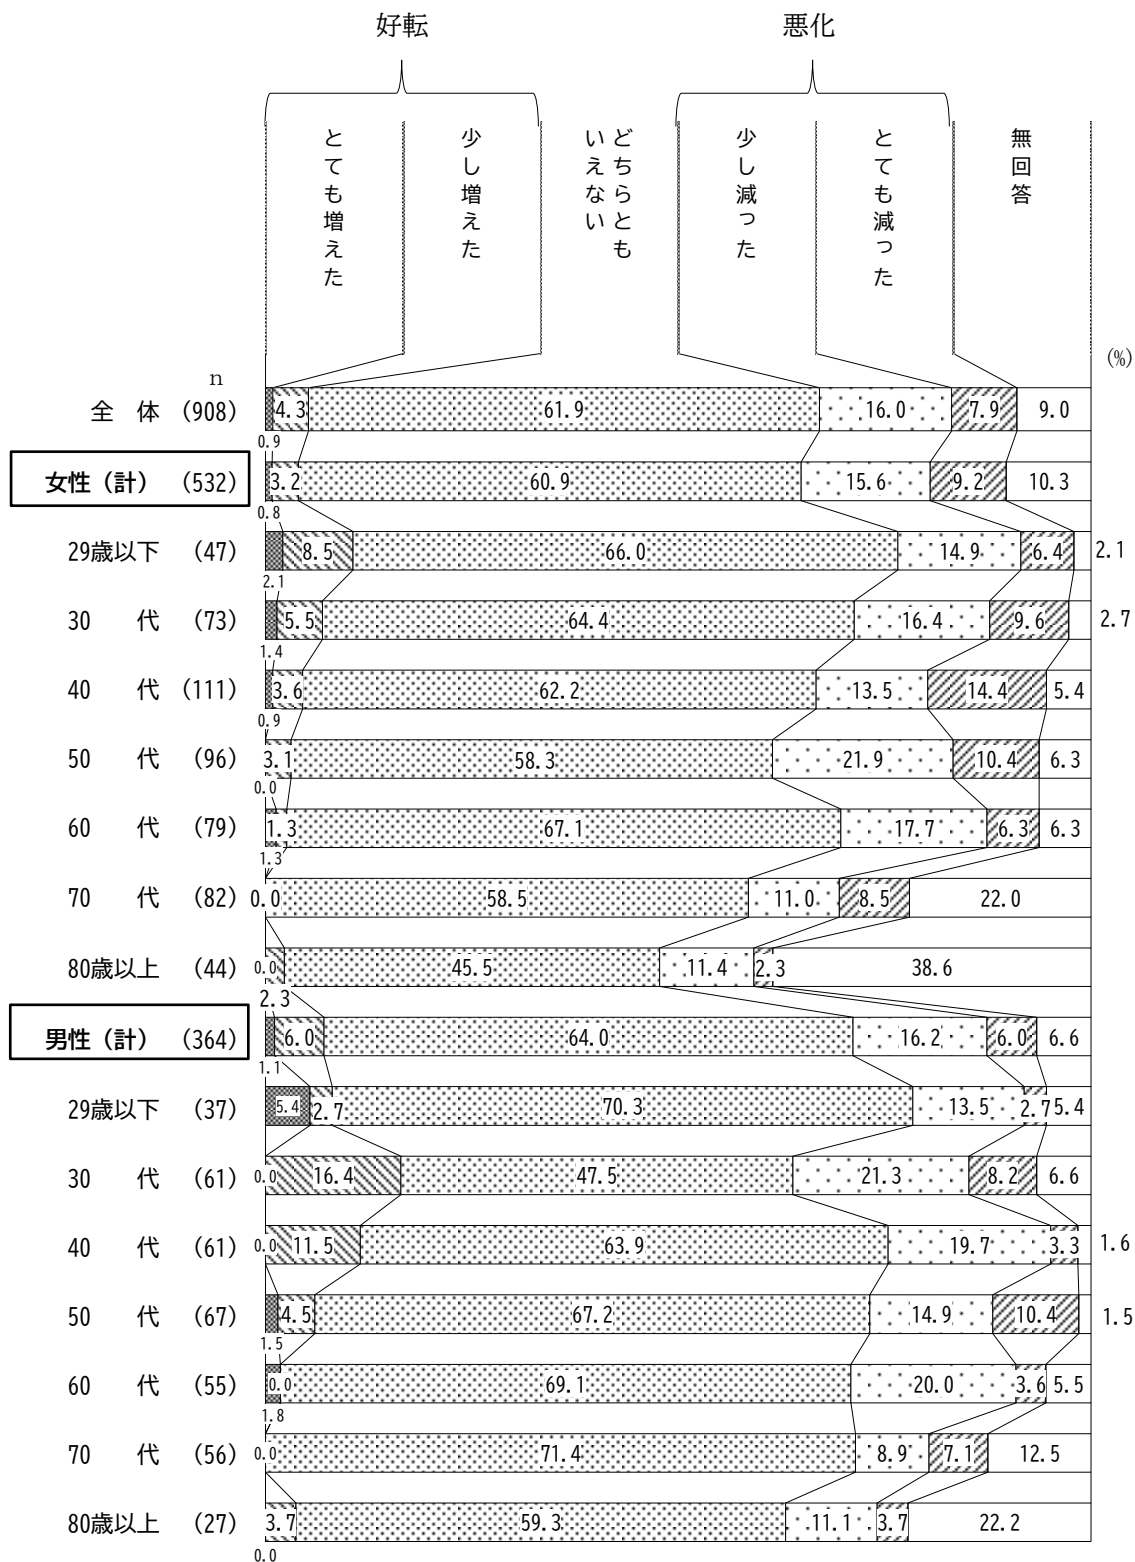 好転 悪化
とても増えた 少し増えた どちらともいえない 少し減った とても減った 無回答
(%)
n
全 体 (908) 4.3 61.9 16.0 7.9 9.0
0.9
女性（計） (532) 3.2 60.9 15.6 9.2 10.3
0.8
29歳以下 (47) 8.5 66.0 14.9 6.4 2.1
2.1
30 代 (73) 5.5 64.4 16.4 9.6 2.7
1.4
40 代 (111) 3.6 62.2 13.5 14.4 5.4
0.9
50 代 (96) 3.1 58.3 21.9 10.4 6.3
0.0
60 代 (79) 1.3 67.1 17.7 6.3 6.3
1.3
70 代 (82) 0.0 58.5 11.0 8.5 22.0
80歳以上 (44) 0.0 45.5 11.4 2.3 38.6
2.3
男性（計） (364) 6.0 64.0 16.2 6.0 6.6
1.1
29歳以下 (37) 5.4 2.7 70.3 13.5 2.7 5.4
30 代 (61) 0.0 16.4 47.5 21.3 8.2 6.6
40 代 (61) 0.0 11.5 63.9 19.7 3.3 1.6
50 代 (67) 4.5 67.2 14.9 10.4 1.5
1.5
60 代 (55) 0.0 69.1 20.0 3.6 5.5
1.8
70 代 (56) 0.0 71.4 8.9 7.1 12.5
80歳以上 (27) 3.7 59.3 11.1 3.7 22.2
0.0